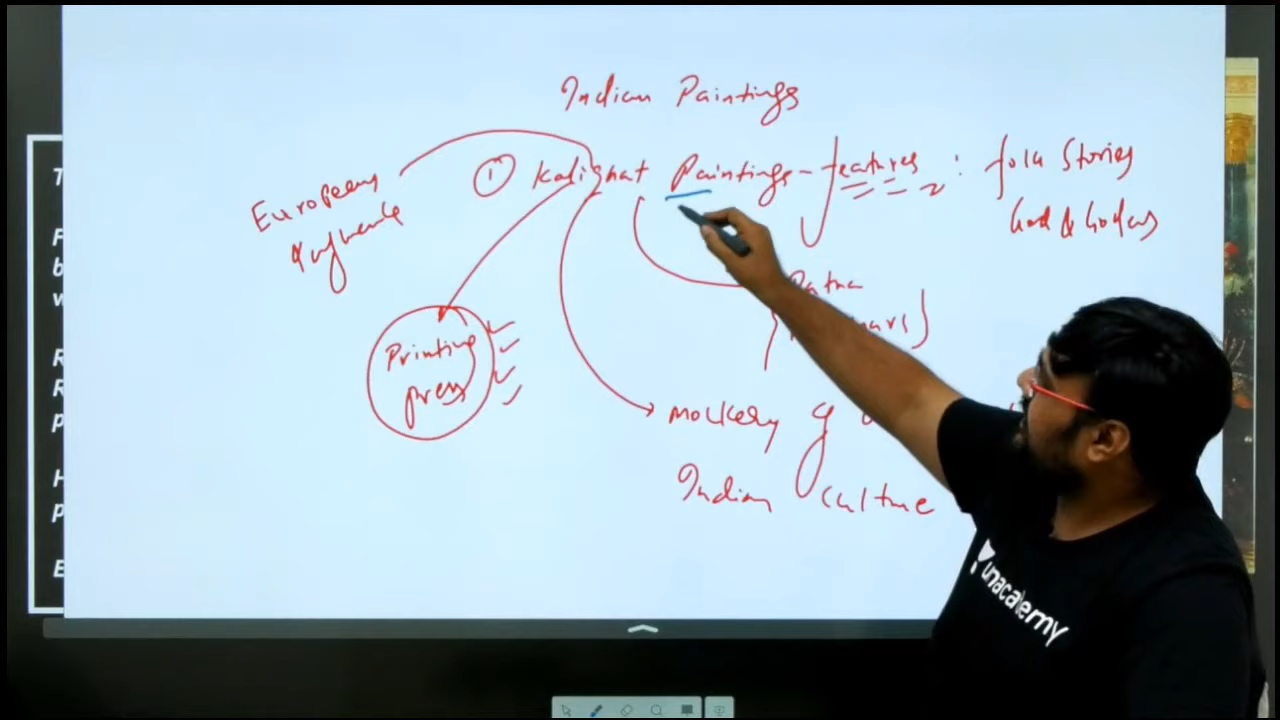 Indian Paintings
① Kalighat Paintings - features : folk Stories
God & Godess
European
Influence
Patna
Printing
press
mockery of
Indian culture
T
F
b
v
R
R
p
H
p
E
unacademy